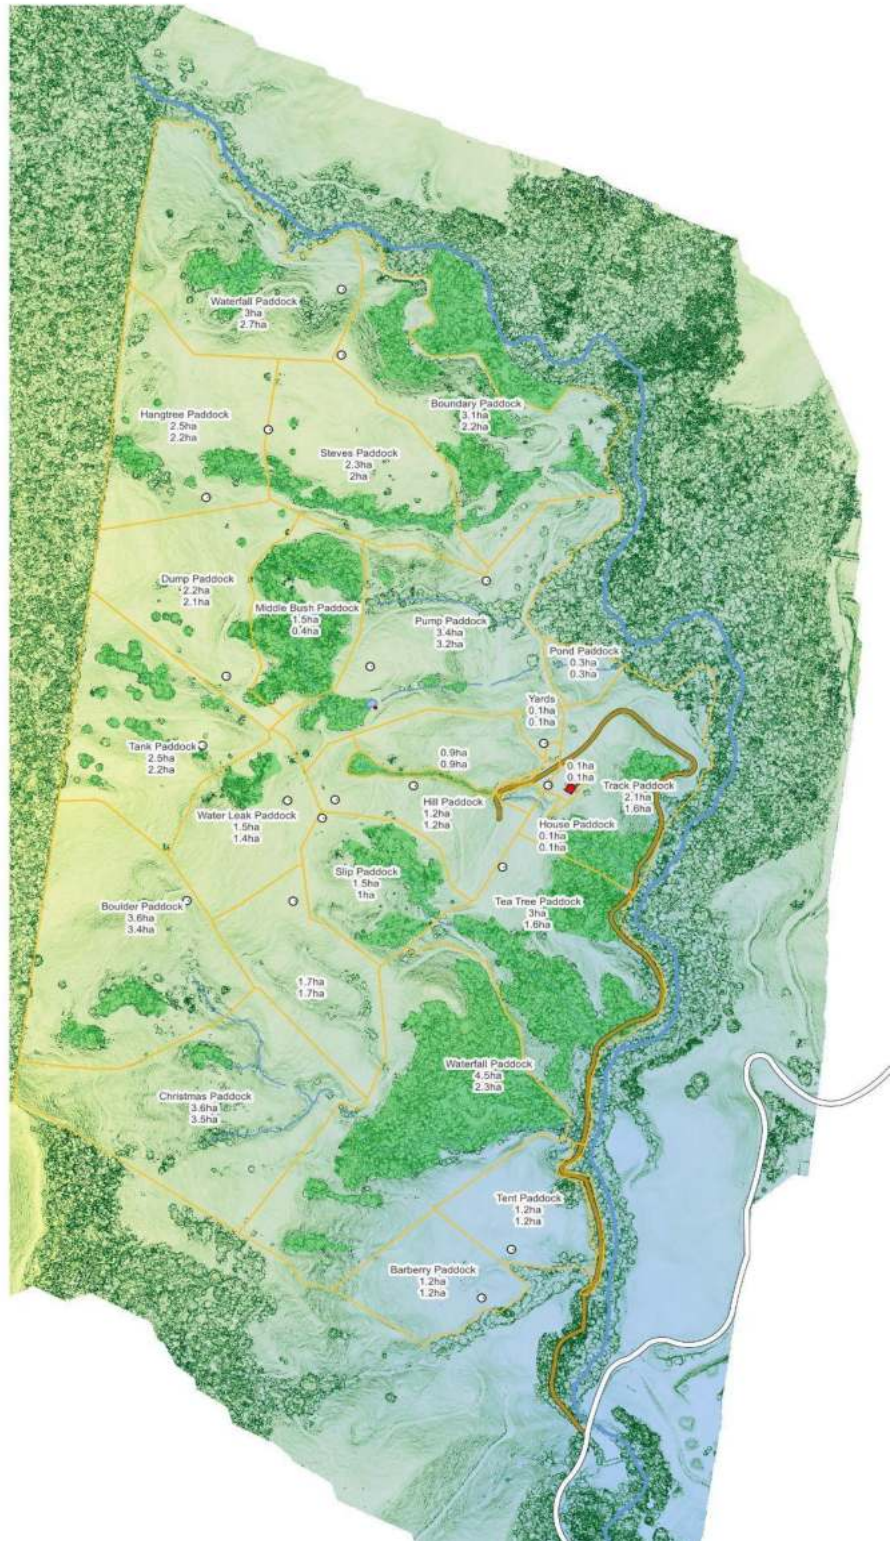 Waterfall Paddock
3ha
2.7ha
Hangtree Paddock
2.5ha
2.2ha
Boundary Paddock
3.1ha
2.2ha
Steves Paddock
2.3ha
2ha
Dump Paddock
2.2ha
2.1ha
Middle Bush Paddock
1.5ha
0.4ha
Pump Paddock
3.4ha
3.2ha
Pond Paddock
0.3ha
0.3ha
Yards
0.1ha
0.1ha
Tank Paddock
2.5ha
2.2ha
0.9ha
0.9ha
0.1ha
0.1ha
Track Paddock
2.1ha
1.6ha
Hill Paddock
1.2ha
1.2ha
Water Leak Paddock
1.5ha
1.4ha
House Paddock
0.1ha
0.1ha
Slip Paddock
1.5ha
1ha
Boulder Paddock
3.6ha
3.4ha
Tea Tree Paddock
3ha
1.6ha
1.7ha
1.7ha
Waterfall Paddock
4.5ha
2.3ha
Christmas Paddock
3.6ha
3.5ha
Tent Paddock
1.2ha
1.2ha
Barberry Paddock
1.2ha
1.2ha